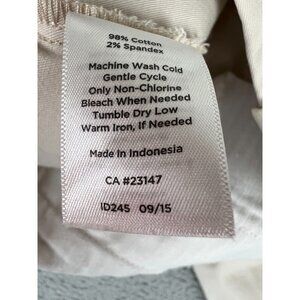 98% Cotton
2% Spandex
Machine Wash Cold
Gentle Cycle
Only Non-Chlorine
Bleach When Needed
Tumble Dry Low
Warm Iron, If Needed
Made in Indonesia
CA #23147
ID245 09/15